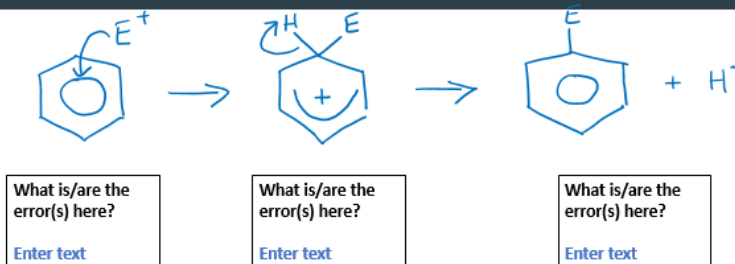 E+
H E
+
E
+ H
What is/are the
error(s) here?
Enter text
What is/are the
error(s) here?
Enter text
What is/are the
error(s) here?
Enter text